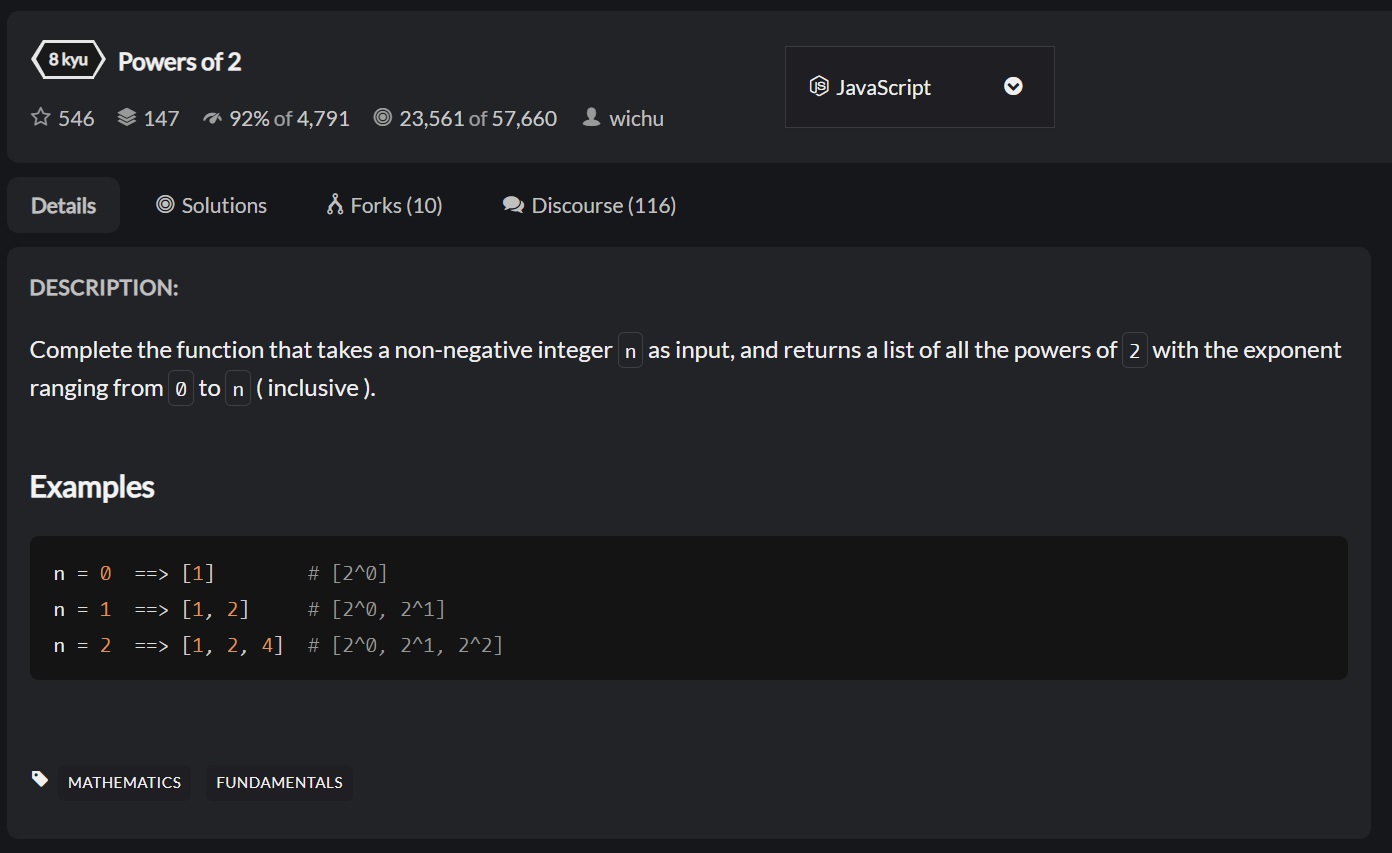 8 kyu Powers of 2
JavaScript
546 147 92% of 4,791 23,561 of 57,660 wichu
Details Solutions Forks (10) Discourse (116)
DESCRIPTION:
Complete the function that takes a non-negative integer n as input, and returns a list of all the powers of 2 with the exponent
ranging from 0 to n ( inclusive ).
Examples
n = 0 ==> [1] # [2^0]
n = 1 ==> [1, 2] # [2^0, 2^1]
n = 2 ==> [1, 2, 4] # [2^0, 2^1, 2^2]
MATHEMATICS FUNDAMENTALS